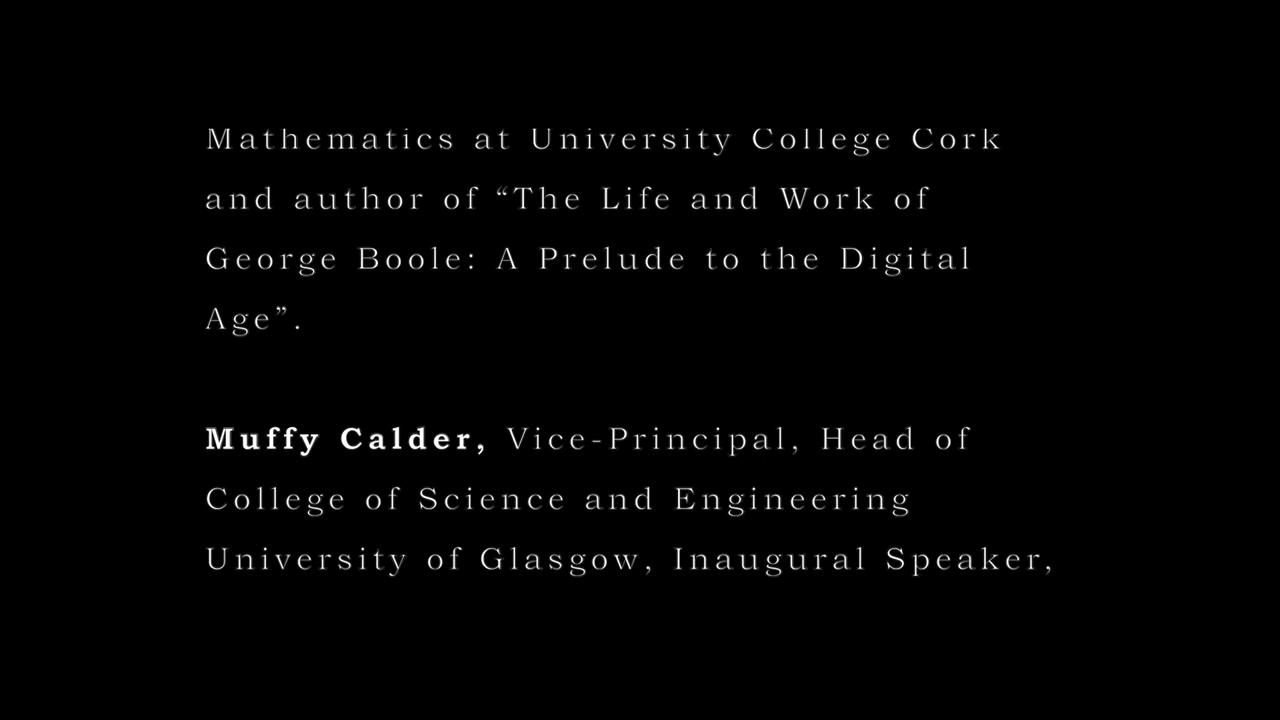 Mathematics at University College Cork
and author of “The Life and Work of
George Boole: A Prelude to the Digital
Age”.
Muffy Calder, Vice-Principal, Head of
College of Science and Engineering
University of Glasgow, Inaugural Speaker,